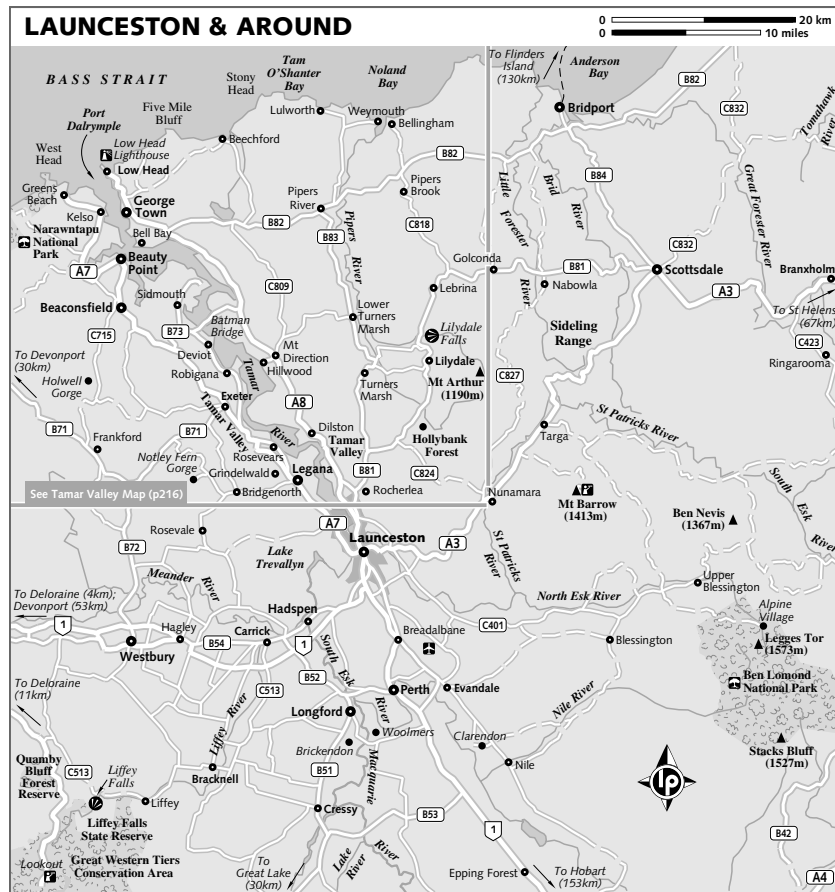 LAUNCESTON & AROUND
0 20 km
0 10 miles
BASS STRAIT
Tam
O'Shanter
Bay
Noland
Bay
Stony
Head
To Flinders
Island
(130km)
Anderson
Bay
B82
C832
Tomahawk
River
Port
Dalrymple
Five Mile
Bluff
Lulworth
Weymouth
Bellingham
Bridport
West
Head
Low Head
Lighthouse
Low Head
Beechford
B82
B84
Greens
Beach
Kelso
George
Town
Pipers
River
Pipers
Brook
Little
Forester
River
Brid
River
Great Forester River
Narawntapu
National
Park
Bell Bay
B82
B83
Pipers
River
C818
C832
A7
Beauty
Point
Golconda
B81
Scottsdale
Branxholm
Sidmouth
C809
Lebrina
Nabowla
A3
Beaconsfield
B73
Batman
Bridge
Lower
Turners
Marsh
Lilydale
Falls
Sideling
Range
To St Helens
(67km)
C715
Deviot
Mt
Direction
C423
Ringarooma
To Devonport
(30km)
Robigana
Tamar
River
Hillwood
Lilydale
Mt Arthur
(1190m)
C827
Holwell
Gorge
Exeter
A8
Turners
Marsh
St Patricks River
B71
Frankford
B71
Tamar Valley
Dilston
Tamar
Valley
Hollybank
Forest
Targa
Notley Fern
Gorge
Rosevears
Grindelwald
Legana
B81
C824
South
Esk
River
See Tamar Valley Map (p216)
Bridgenorth
Rocherlea
Nunamara
Mt Barrow
(1413m)
Ben Nevis
(1367m)
Rosevale
A7
Launceston
A3
St Patricks
River
B72
Lake
Trevallyn
Meander
River
Upper
Blessington
To Deloraine (4km);
Devonport (53km)
North Esk River
1
Hagley
Hadspen
C401
Alpine
Village
B54
Carrick
1
Breadalbane
Blessington
Legges Tor
(1573m)
Westbury
South
Esk
River
B52
To Deloraine
(11km)
C513
Perth
Evandale
Nile River
Ben Lomond
National Park
Longford
Liffey
River
Woolmers
Brickendon
Clarendon
Stacks Bluff
(1527m)
Quamby
Bluff
Forest
Reserve
C513
Liffey
Falls
Bracknell
B51
Macquarie
River
Nile
LP
Liffey
Cressy
B53
1
Liffey Falls
State Reserve
B42
Lookout
Great Western Tiers
Conservation Area
To
Great Lake
(30km)
Lake
River
Epping Forest
To Hobart
(153km)
A4